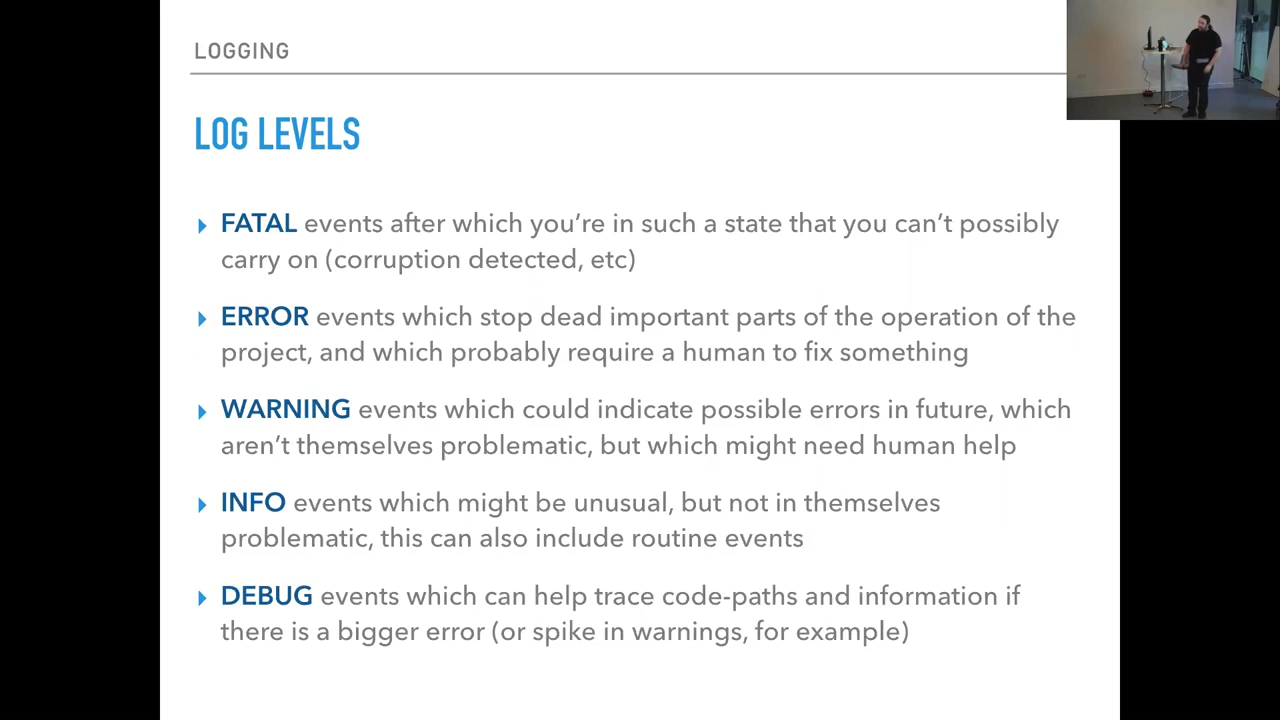 LOGGING
LOG LEVELS
FATAL events after which you’re in such a state that you can’t possibly
carry on (corruption detected, etc)
ERROR events which stop dead important parts of the operation of the
project, and which probably require a human to fix something
WARNING events which could indicate possible errors in future, which
aren’t themselves problematic, but which might need human help
INFO events which might be unusual, but not in themselves
problematic, this can also include routine events
DEBUG events which can help trace code-paths and information if
there is a bigger error (or spike in warnings, for example)